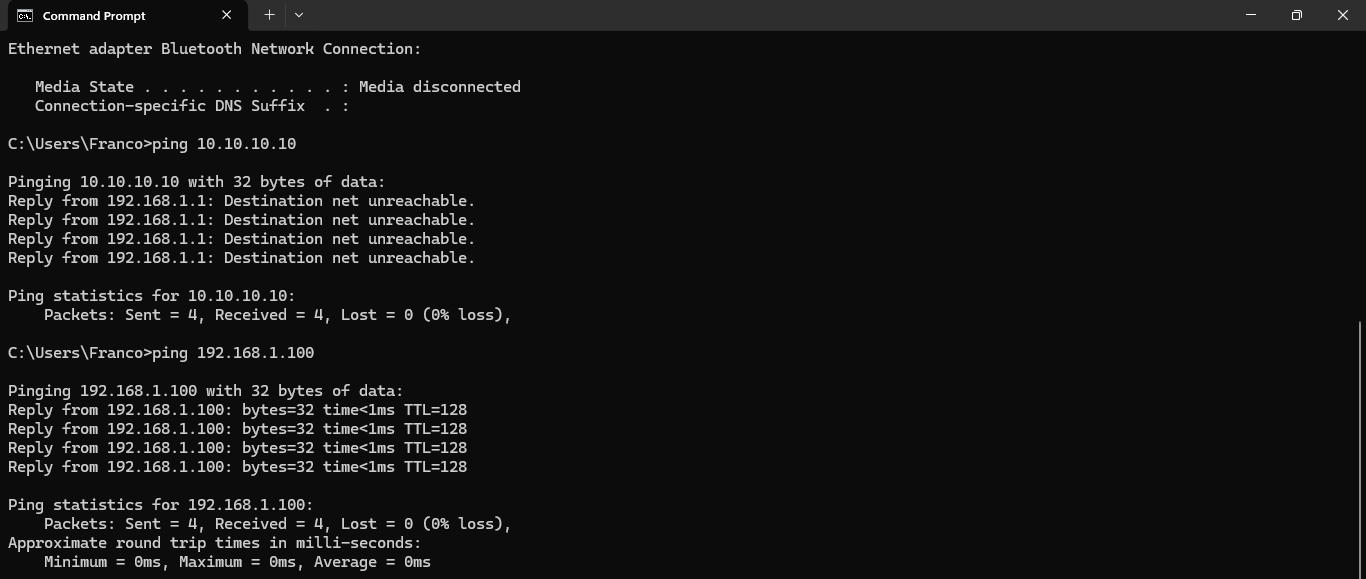 Command Prompt
Ethernet adapter Bluetooth Network Connection:
Media State . . . . . . . . . . . : Media disconnected
Connection-specific DNS Suffix  . :
C:\Users\Franco>ping 10.10.10.10
Pinging 10.10.10.10 with 32 bytes of data:
Reply from 192.168.1.1: Destination net unreachable.
Reply from 192.168.1.1: Destination net unreachable.
Reply from 192.168.1.1: Destination net unreachable.
Reply from 192.168.1.1: Destination net unreachable.
Ping statistics for 10.10.10.10:
Packets: Sent = 4, Received = 4, Lost = 0 (0% loss),
C:\Users\Franco>ping 192.168.1.100
Pinging 192.168.1.100 with 32 bytes of data:
Reply from 192.168.1.100: bytes=32 time<1ms TTL=128
Reply from 192.168.1.100: bytes=32 time<1ms TTL=128
Reply from 192.168.1.100: bytes=32 time<1ms TTL=128
Reply from 192.168.1.100: bytes=32 time<1ms TTL=128
Ping statistics for 192.168.1.100:
Packets: Sent = 4, Received = 4, Lost = 0 (0% loss),
Approximate round trip times in milli-seconds:
Minimum = 0ms, Maximum = 0ms, Average = 0ms